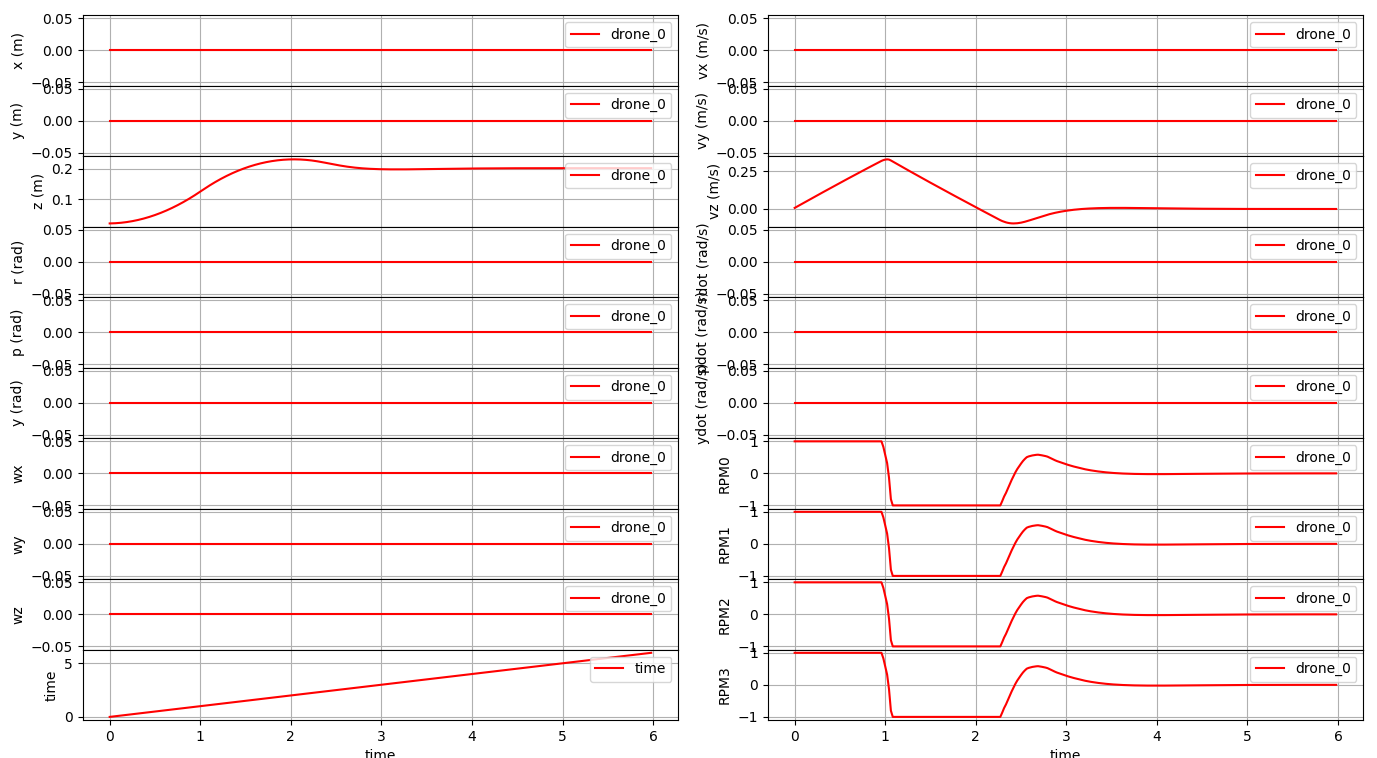 x (m)
0.05
0.00
−0.05
drone_0
y (m)
0.05
0.00
−0.05
drone_0
z (m)
0.2
0.1
drone_0
r (rad)
0.05
0.00
−0.05
drone_0
p (rad)
0.05
0.00
−0.05
drone_0
y (rad)
0.05
0.00
−0.05
drone_0
wx
0.05
0.00
−0.05
drone_0
wy
0.05
0.00
−0.05
drone_0
wz
0.05
0.00
−0.05
drone_0
time
5
0
time
0 1 2 3 4 5 6
time
vx (m/s)
0.05
0.00
−0.05
drone_0
vy (m/s)
0.05
0.00
−0.05
drone_0
vz (m/s)
0.25
0.00
drone_0
rdot (rad/s)
0.05
0.00
−0.05
drone_0
pdot (rad/s)
0.05
0.00
−0.05
drone_0
ydot (rad/s)
0.05
0.00
−0.05
drone_0
RPM0
1
0
−1
drone_0
RPM1
1
0
−1
drone_0
RPM2
1
0
−1
drone_0
RPM3
1
0
−1
drone_0
0 1 2 3 4 5 6
time